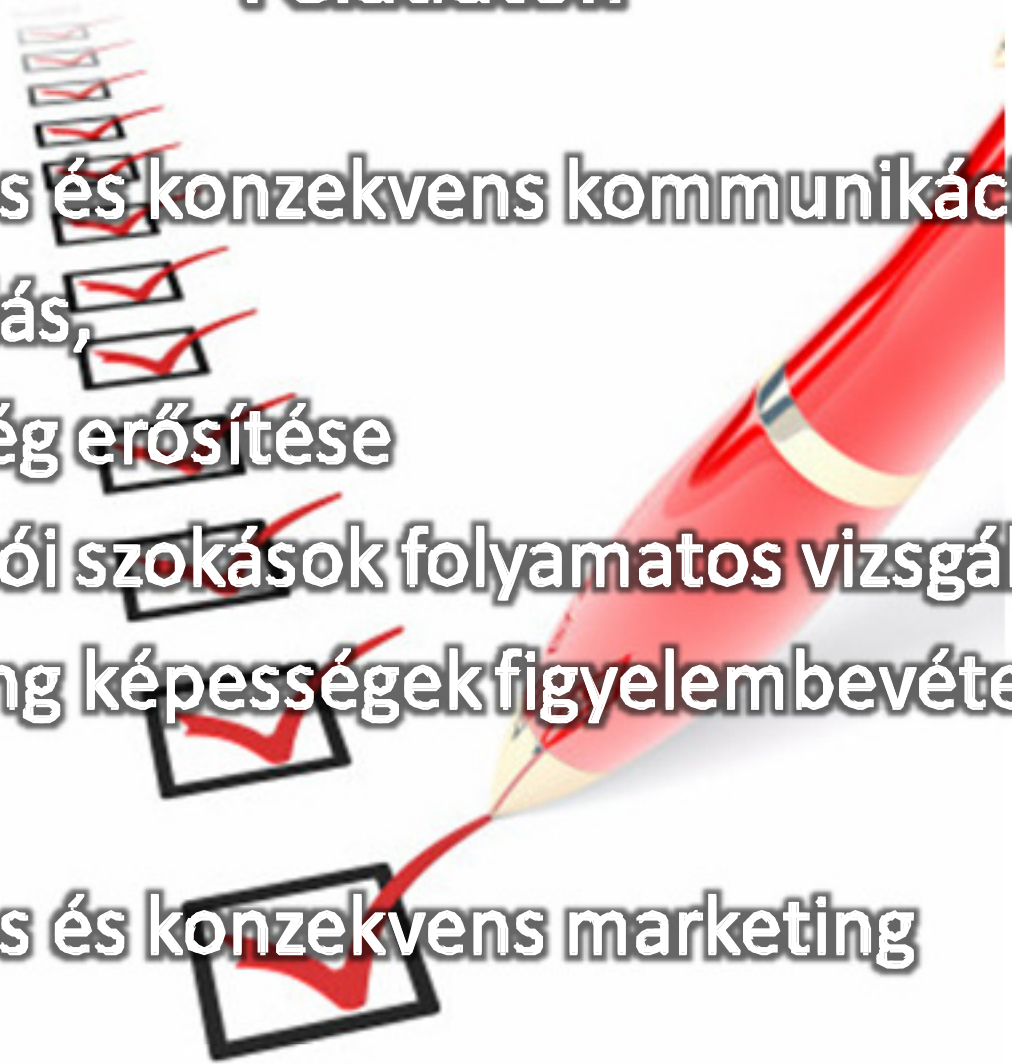 s és konzekvens kommunikác
ás,
ég erősítése
ói szokások folyamatos vizsgál
ng képességek figyelembevéte
s és konzekvens marketing